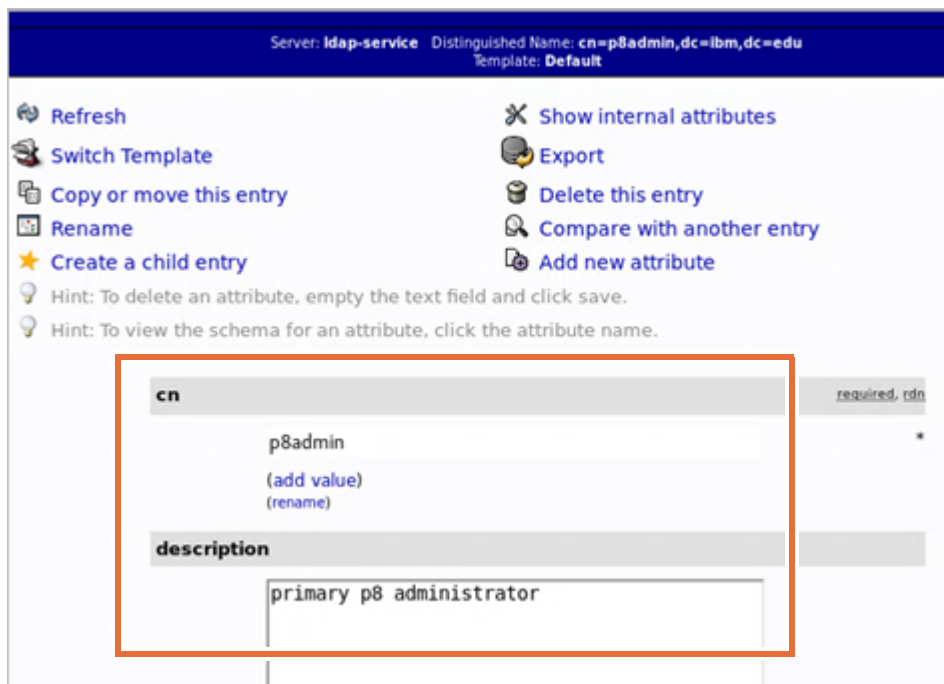 Server: ldap-service Distinguished Name: cn=p8admin,dc=ibm,dc=edu
Template: Default
Refresh
Show internal attributes
Switch Template
Export
Copy or move this entry
Delete this entry
Rename
Compare with another entry
Create a child entry
Add new attribute
Hint: To delete an attribute, empty the text field and click save.
Hint: To view the schema for an attribute, click the attribute name.
cn
required, rdn
p8admin
*
(add value)
(rename)
description
primary p8 administrator